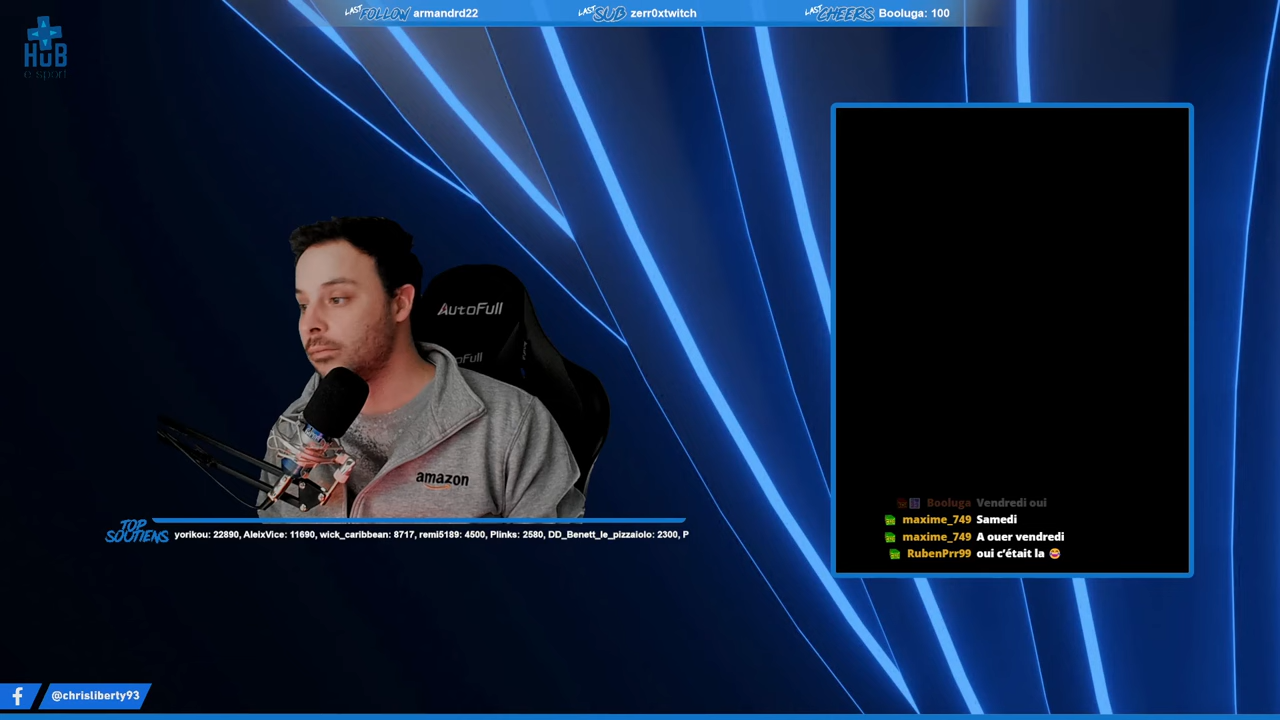 LAST FOLLOW armandrd22
LAST SUB zerr0xtwitch
LAST CHEERS Booluga: 100
HUB
e sport
AutoFull
oFull
amazon
TOP SOUTIENS
yorikou: 22890, AleixVice: 11690, wick_caribbean: 8717, remi5189: 4500, Plinks: 2580, DD_Benett_le_pizzaiolo: 2300, P
Booluga Vendredi oui
maxime_749 Samedi
maxime_749 A ouer vendredi
RubenPrr99 oui c’était la
f @chrisliberty93